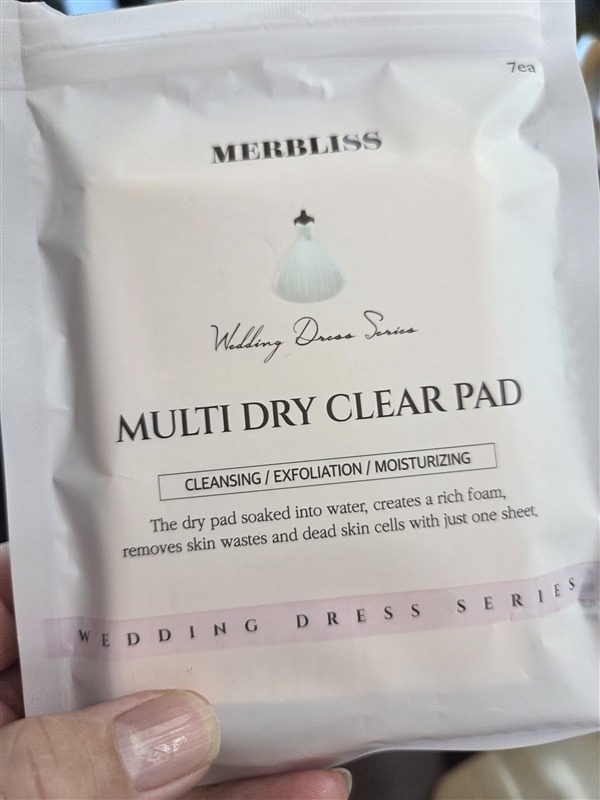 7ea
MERBLISS
Wedding Dress Series
MULTI DRY CLEAR PAD
CLEANSING / EXFOLIATION / MOISTURIZING
The dry pad soaked into water, creates a rich foam,
removes skin wastes and dead skin cells with just one sheet.
WEDDING DRESS SERIES